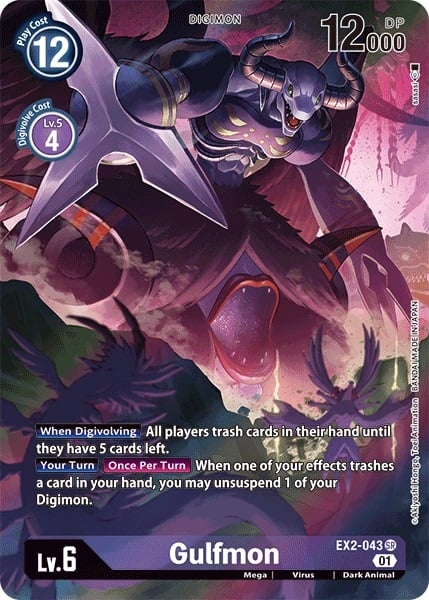 Play Cost
12
DIGIMON
12000
DP
sasasi
Digivolve Cost
Lv.5
4
When Digivolving All players trash cards in their hand until
they have 5 cards left.
Your Turn Once Per Turn When one of your effects trashes
a card in your hand, you may unsuspend 1 of your
Digimon.
©Akiyoshi Hongo, Toei Animation BANDAI MADE IN JAPAN
Lv.6
Gulfmon
EX2-043 SR
01
Mega | Virus | Dark Animal